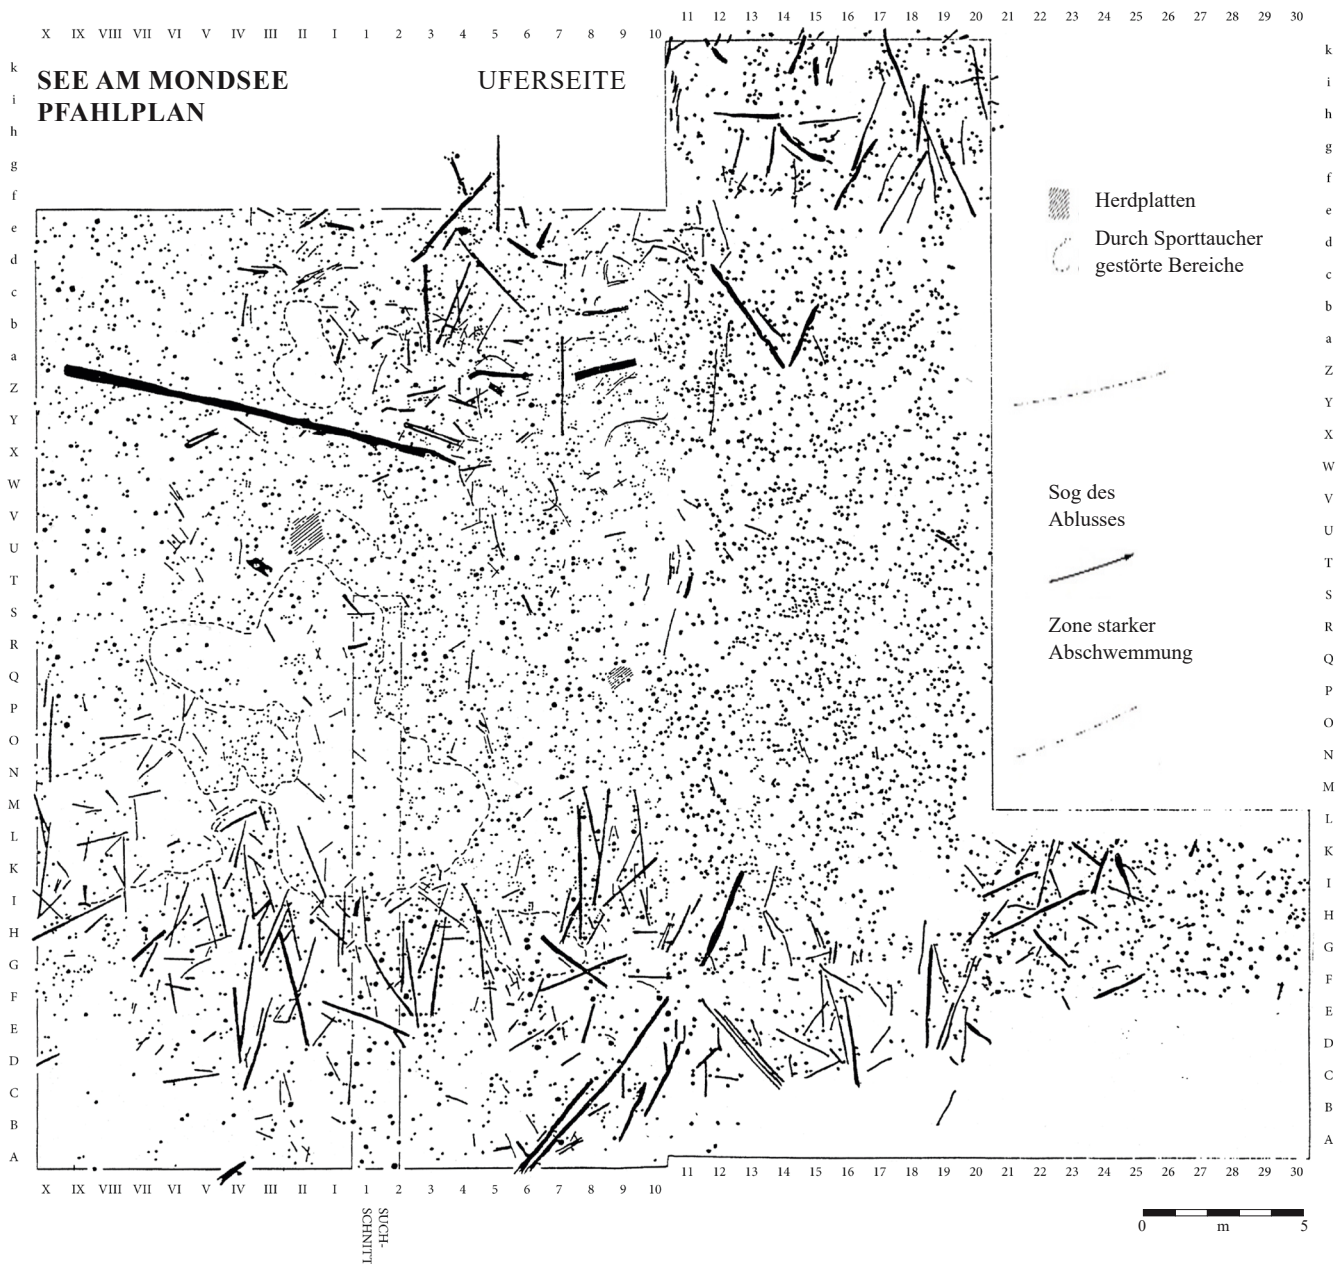 11 12 13 14 15 16 17 18 19 20 21 22 23 24 25 26 27 28 29 30
X IX VIII VII VI V IV III II I 1 2 3 4 5 6 7 8 9 10
SEE AM MONDSEE
PFAHLPLAN
UFERSEITE
k
i
h
g
f
e
d
c
b
a
Z
Y
X
W
V
U
T
S
R
Q
P
O
N
M
L
K
I
H
G
F
E
D
C
B
A
k
i
h
g
f
e
d
c
b
a
Z
Y
X
W
V
U
T
S
R
Q
P
O
N
M
L
K
I
H
G
F
E
D
C
B
A
Herdplatten
Durch Sporttaucher
gestörte Bereiche
Sog des
Ablusses
Zone starker
Abschwemmung
11 12 13 14 15 16 17 18 19 20 21 22 23 24 25 26 27 28 29 30
X IX VIII VII VI V IV III II I 1 2 3 4 5 6 7 8 9 10
SUCH-
SCHNITT
0 m 5